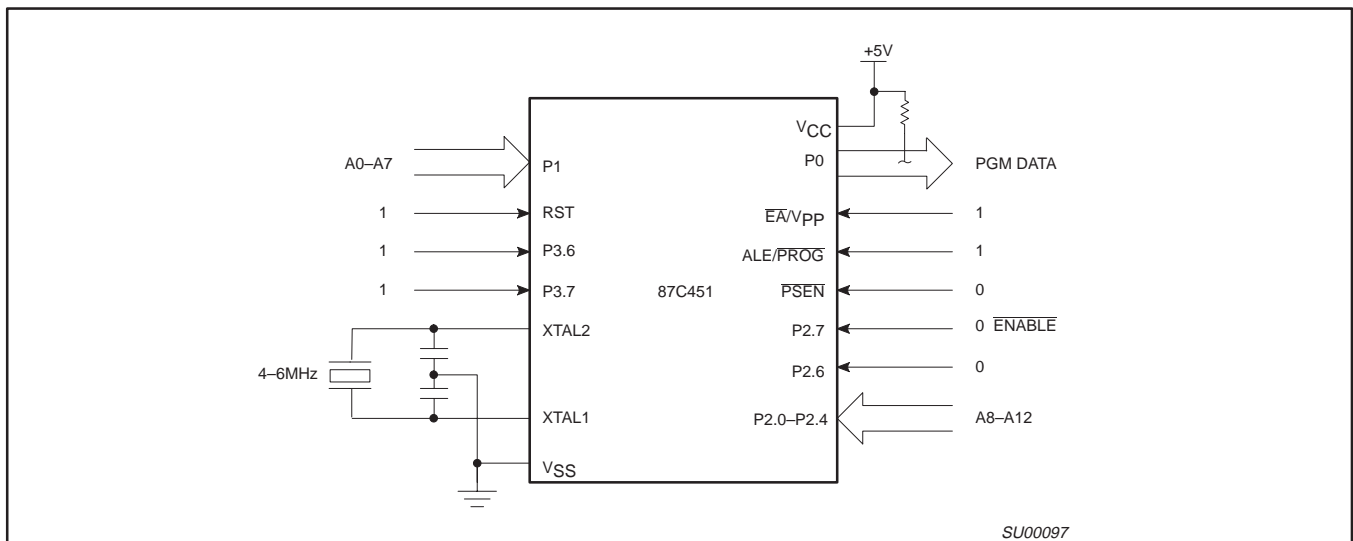 +5V
VCC
A0–A7
P1
P0
PGM DATA
1
RST
EA/VPP
1
1
P3.6
ALE/PROG
1
1
P3.7
87C451
PSEN
0
XTAL2
P2.7
0 ENABLE
4–6MHz
P2.6
0
XTAL1
P2.0–P2.4
A8–A12
VSS
SU00097